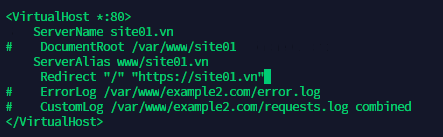 <VirtualHost *:80>
    ServerName site01.vn
#   DocumentRoot /var/www/site01
    ServerAlias www/site01.vn
     Redirect "/" "https://site01.vn"
#    ErrorLog /var/www/example2.com/error.log
#    CustomLog /var/www/example2.com/requests.log combined
</VirtualHost>